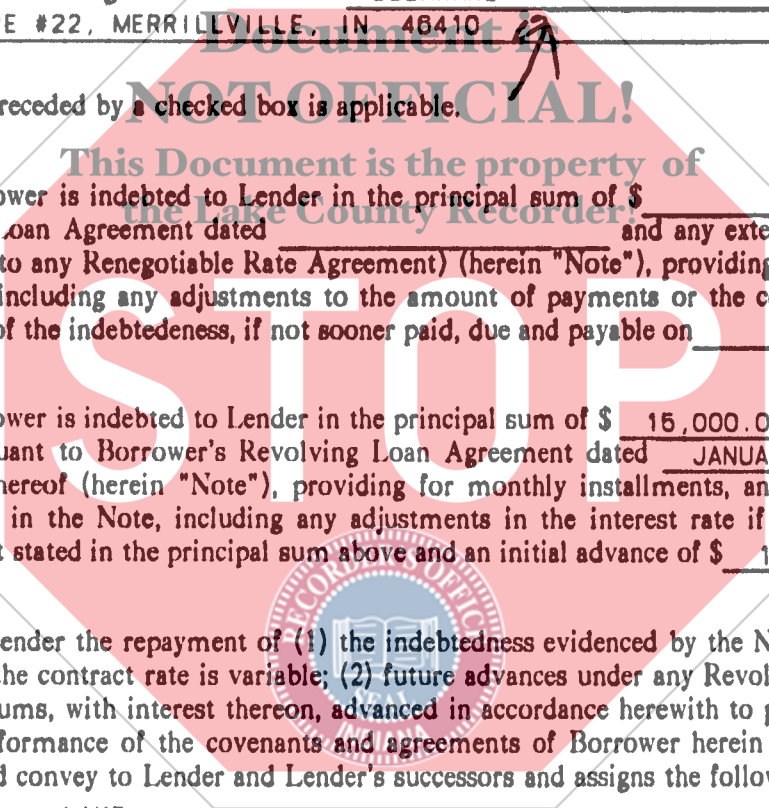 E #22, MERRILLVILLE, IN 46410
Document is
NOT OFFICIAL!
receded by a checked box is applicable.
This Document is the property of
the Lake County Recorder!
ower is indebted to Lender in the principal sum of $
Loan Agreement dated and any exte
to any Renegotiable Rate Agreement) (herein "Note"), providing
including any adjustments to the amount of payments or the c
of the indebtedeness, if not sooner paid, due and payable on
STOP
ower is indebted to Lender in the principal sum of $ 15,000.0
uant to Borrower's Revolving Loan Agreement dated JANUA
hereof (herein "Note"), providing for monthly installments, an
in the Note, including any adjustments in the interest rate if
t stated in the principal sum above and an initial advance of $ 1
RECORDER'S OFFICE
ender the repayment of (1) the indebtedness evidenced by the N
the contract rate is variable; (2) future advances under any Revol
ums, with interest thereon, advanced in accordance herewith to p
SEAL
INDIANA
formance of the covenants and agreements of Borrower herein
d convey to Lender and Lender's successors and assigns the follow